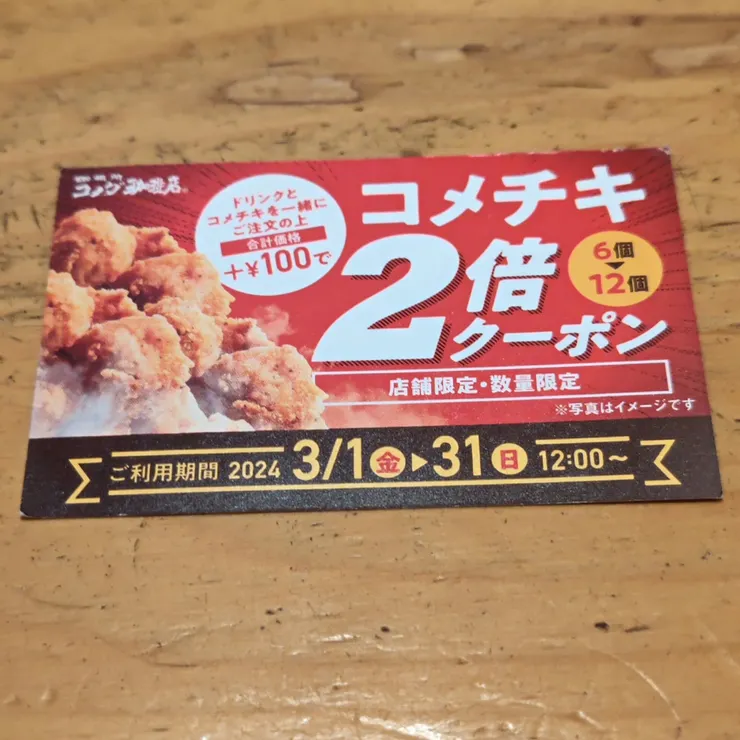 コメダ珈琲店
ドリンクと
コメチキを一緒に
ご注文の上
合計価格
+¥100で
コメチキ
2倍
クーポン
6個
12個
店舗限定・数量限定
※写真はイメージです
ご利用期間 2024 3/1金▶31日 12:00～